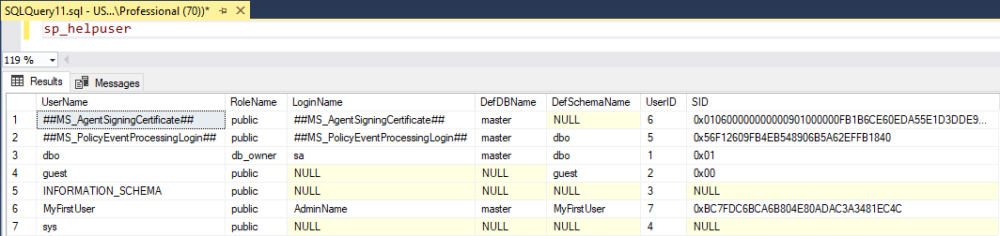 SQLQuery11.sql - US...\Professional (70))*
sp_helpuser
119 %
Results Messages
UserName RoleName LoginName DefDBName DefSchemaName UserID SID
1 ##MS_AgentSigningCertificate## public ##MS_AgentSigningCertificate## master NULL 6 0x010600000000000901000000FB1B6CE60EDA55E1D3DDE9...
2 ##MS_PolicyEventProcessingLogin## public ##MS_PolicyEventProcessingLogin## master dbo 5 0x56F12609FB4EB548906B5A62EFFB1840
3 dbo db_owner sa master dbo 1 0x01
4 guest public NULL NULL guest 2 0x00
5 INFORMATION_SCHEMA public NULL NULL NULL 3 NULL
6 MyFirstUser public AdminName master MyFirstUser 7 0xBC7FDC6BCA6B804E80ADAC3A3481EC4C
7 sys public NULL NULL NULL 4 NULL